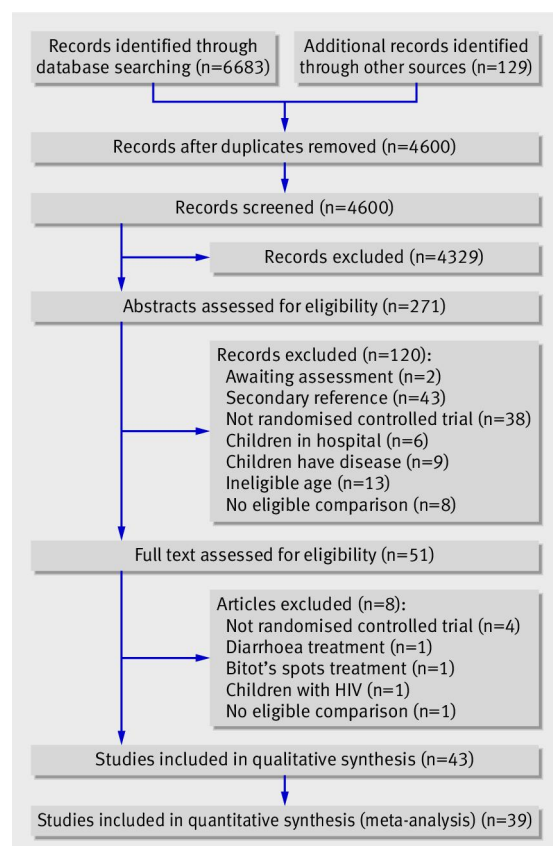 Records identified through
database searching (n=6683)
Additional records identified
through other sources (n=129)
Records after duplicates removed (n=4600)
Records screened (n=4600)
Records excluded (n=4329)
Abstracts assessed for eligibility (n=271)
Records excluded (n=120):
Awaiting assessment (n=2)
Secondary reference (n=43)
Not randomised controlled trial (n=38)
Children in hospital (n=6)
Children have disease (n=9)
Ineligible age (n=13)
No eligible comparison (n=8)
Full text assessed for eligibility (n=51)
Articles excluded (n=8):
Not randomised controlled trial (n=4)
Diarrhoea treatment (n=1)
Bitot's spots treatment (n=1)
Children with HIV (n=1)
No eligible comparison (n=1)
Studies included in qualitative synthesis (n=43)
Studies included in quantitative synthesis (meta-analysis) (n=39)